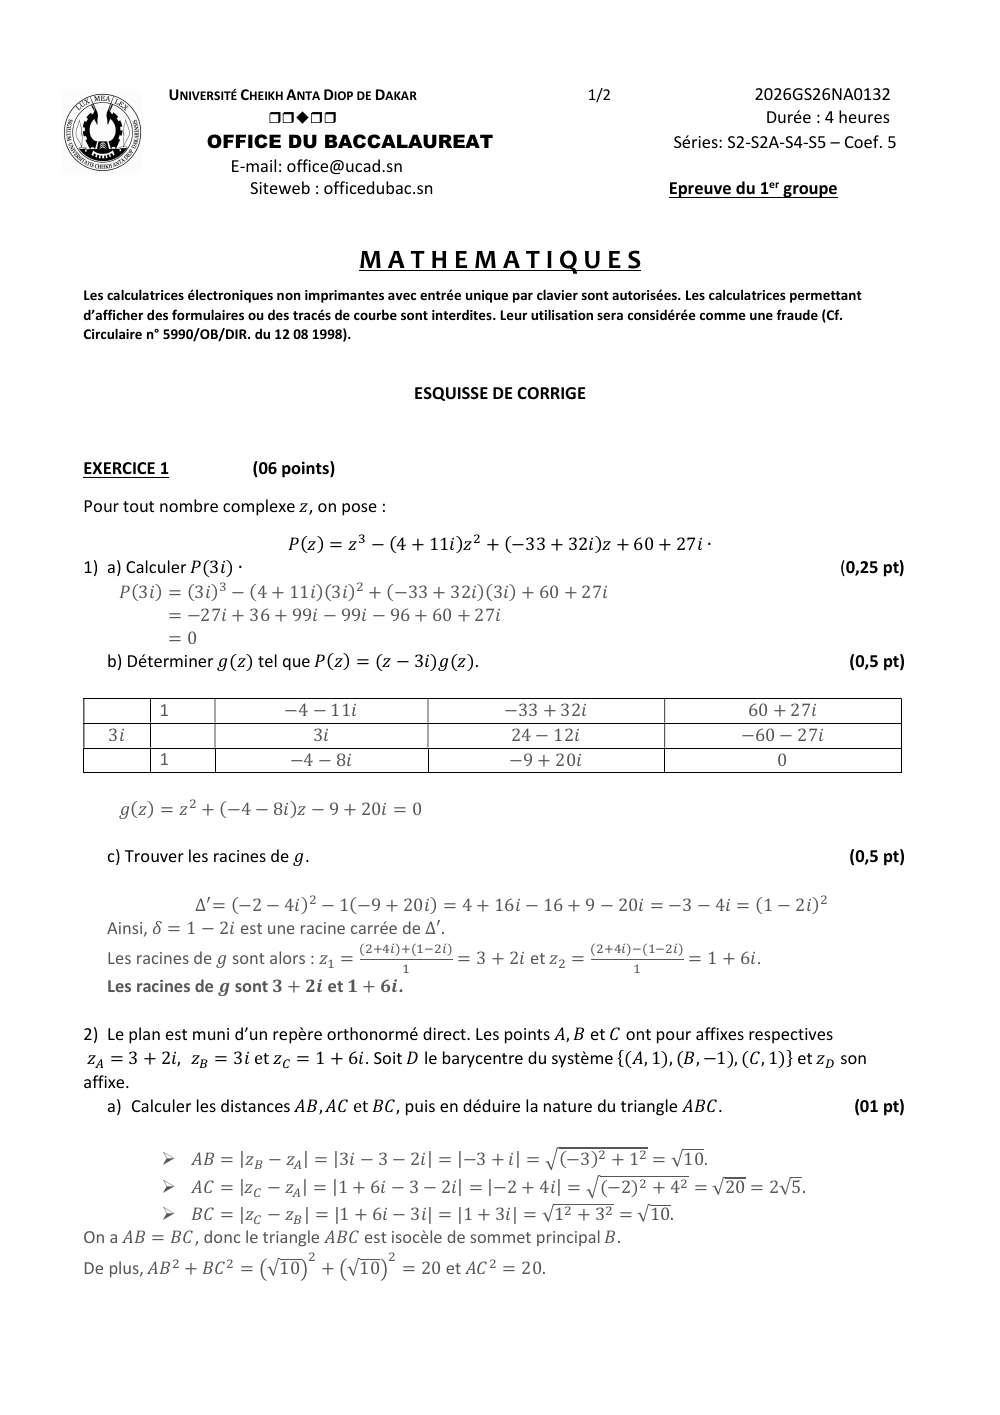 UNIVERSITÉ CHEIKH ANTA DIOP DE DAKAR 1/2 2026GS26NA0132
❒❒◆❒❒ Durée : 4 heures
OFFICE DU BACCALAUREAT Séries: S2-S2A-S4-S5 – Coef. 5
E-mail: office@ucad.sn
Siteweb : officedubac.sn Epreuve du 1er groupe
LUX MEA LEX
M A T H E M A T I Q U E S
Les calculatrices électroniques non imprimantes avec entrée unique par clavier sont autorisées. Les calculatrices permettant
d’afficher des formulaires ou des tracés de courbe sont interdites. Leur utilisation sera considérée comme une fraude (Cf.
Circulaire n° 5990/OB/DIR. du 12 08 1998).
ESQUISSE DE CORRIGE
EXERCICE 1 (06 points)
Pour tout nombre complexe z, on pose :
P(z) = z³ − (4 + 11i)z² + (−33 + 32i)z + 60 + 27i ·
1) a) Calculer P(3i) · (0,25 pt)
P(3i) = (3i)³ − (4 + 11i)(3i)² + (−33 + 32i)(3i) + 60 + 27i
= −27i + 36 + 99i − 99i − 96 + 60 + 27i
= 0
b) Déterminer g(z) tel que P(z) = (z − 3i)g(z). (0,5 pt)
1 −4 − 11i −33 + 32i 60 + 27i
3i 3i 24 − 12i −60 − 27i
1 −4 − 8i −9 + 20i 0
g(z) = z² + (−4 − 8i)z − 9 + 20i = 0
c) Trouver les racines de g. (0,5 pt)
Δ′= (−2 − 4i)² − 1(−9 + 20i) = 4 + 16i − 16 + 9 − 20i = −3 − 4i = (1 − 2i)²
Ainsi, δ = 1 − 2i est une racine carrée de Δ′.
Les racines de g sont alors : z₁ = (2+4i)+(1−2i)/1 = 3 + 2i et z₂ = (2+4i)−(1−2i)/1 = 1 + 6i.
Les racines de g sont 3 + 2i et 1 + 6i.
2) Le plan est muni d’un repère orthonormé direct. Les points A, B et C ont pour affixes respectives
z_A = 3 + 2i, z_B = 3i et z_C = 1 + 6i. Soit D le barycentre du système {(A, 1), (B, −1), (C, 1)} et z_D son
affixe.
a) Calculer les distances AB, AC et BC, puis en déduire la nature du triangle ABC. (01 pt)
➢ AB = |z_B − z_A| = |3i − 3 − 2i| = |−3 + i| = √((−3)² + 1²) = √10.
➢ AC = |z_C − z_A| = |1 + 6i − 3 − 2i| = |−2 + 4i| = √((−2)² + 4²) = √20 = 2√5.
➢ BC = |z_C − z_B| = |1 + 6i − 3i| = |1 + 3i| = √(1² + 3²) = √10.
On a AB = BC, donc le triangle ABC est isocèle de sommet principal B.
De plus, AB² + BC² = (√10)² + (√10)² = 20 et AC² = 20.